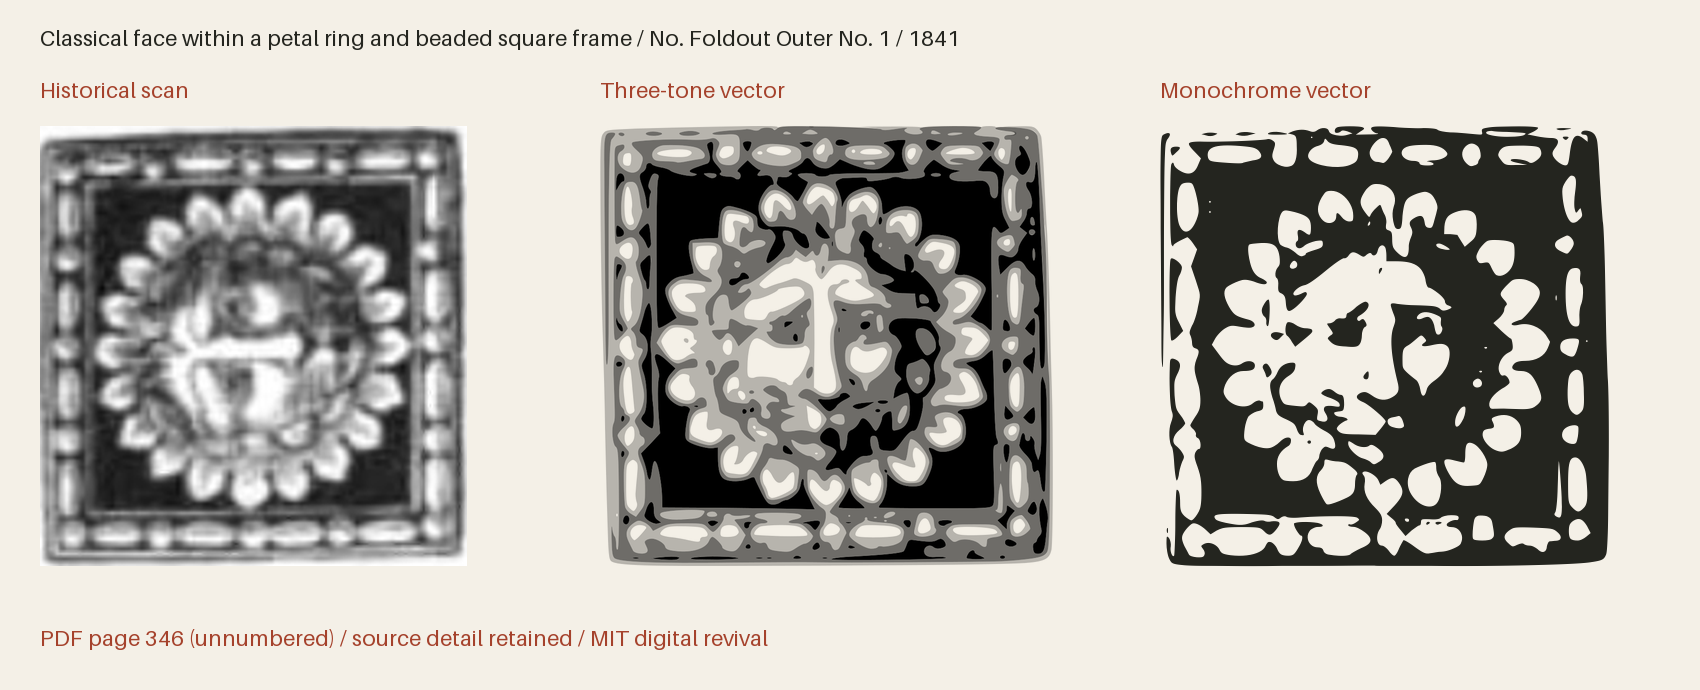 Classical face within a petal ring and beaded square frame / No. Foldout Outer No. 1 / 1841
Historical scan
Three-tone vector
Monochrome vector
PDF page 346 (unnumbered) / source detail retained / MIT digital revival